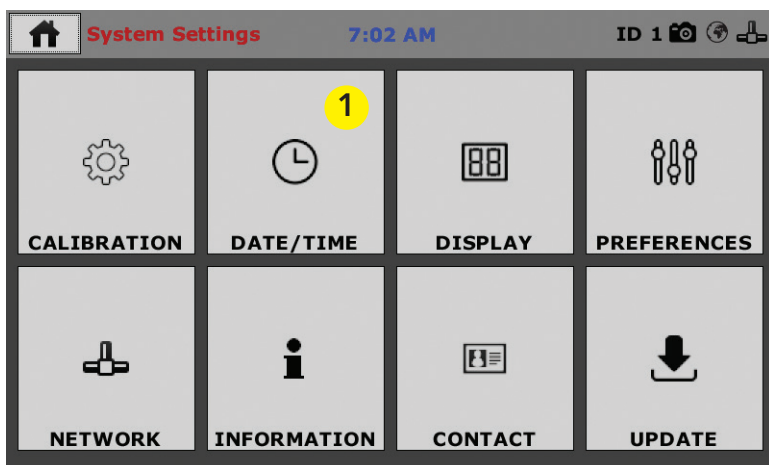 System Settings 7:02 AM ID 1
1
CALIBRATION DATE/TIME DISPLAY PREFERENCES
NETWORK INFORMATION CONTACT UPDATE